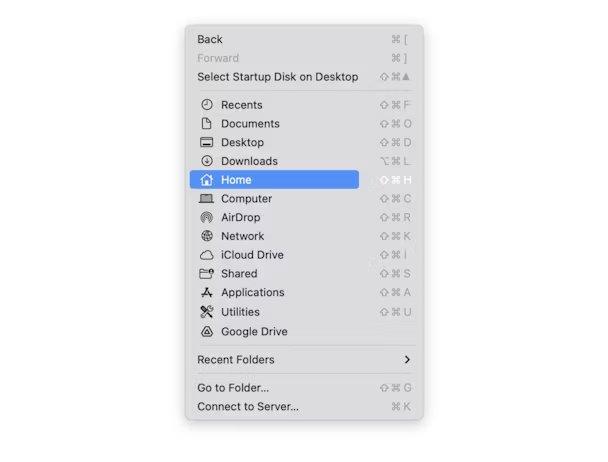 Back ⌘ [
Forward ⌘ ]
Select Startup Disk on Desktop ⇧⌘▲
Recents ⇧⌘F
Documents ⇧⌘O
Desktop ⇧⌘D
Downloads ⌥⌘L
Home ⇧⌘H
Computer ⇧⌘C
AirDrop ⇧⌘R
Network ⇧⌘K
iCloud Drive ⇧⌘I
Shared ⇧⌘S
Applications ⇧⌘A
Utilities ⇧⌘U
Google Drive
Recent Folders
Go to Folder... ⇧⌘G
Connect to Server... ⌘K